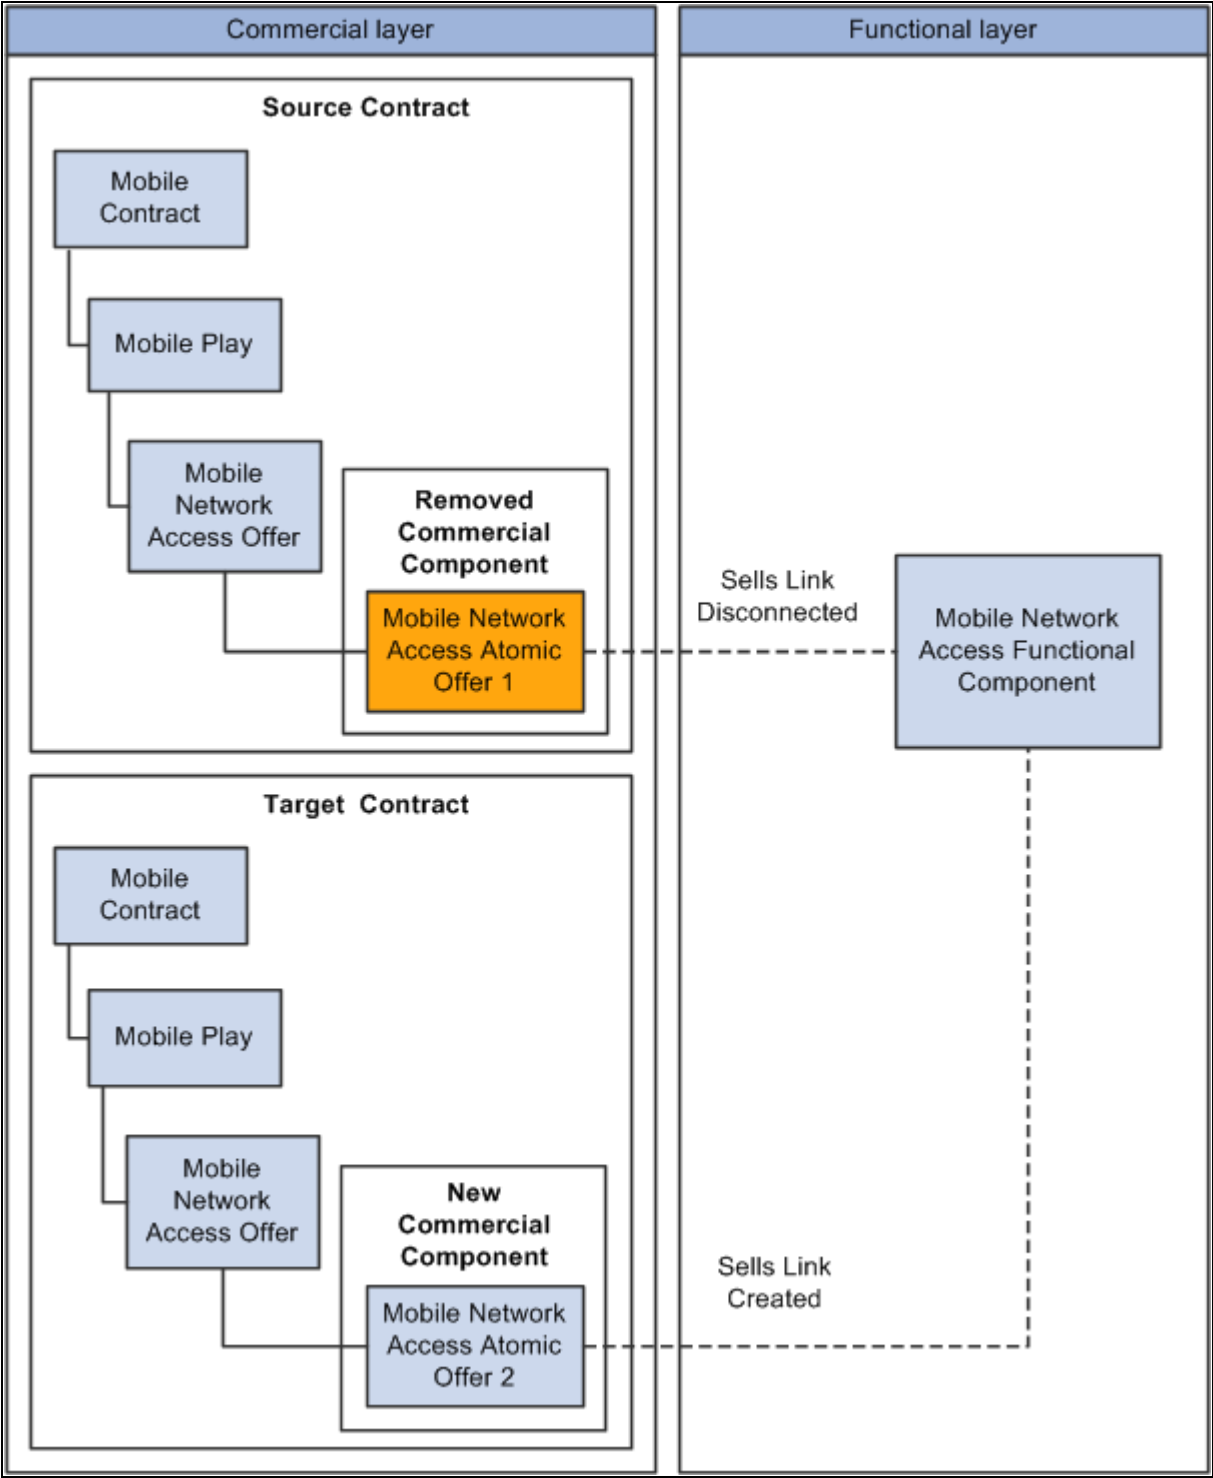 Commercial layer
Functional layer
Source Contract
Mobile
Contract
Mobile Play
Mobile
Network
Access Offer
Removed
Commercial
Component
Mobile Network
Access Atomic
Offer 1
Sells Link
Disconnected
Mobile Network
Access Functional
Component
Target Contract
Mobile
Contract
Mobile Play
Mobile
Network
Access Offer
New
Commercial
Component
Mobile Network
Access Atomic
Offer 2
Sells Link
Created